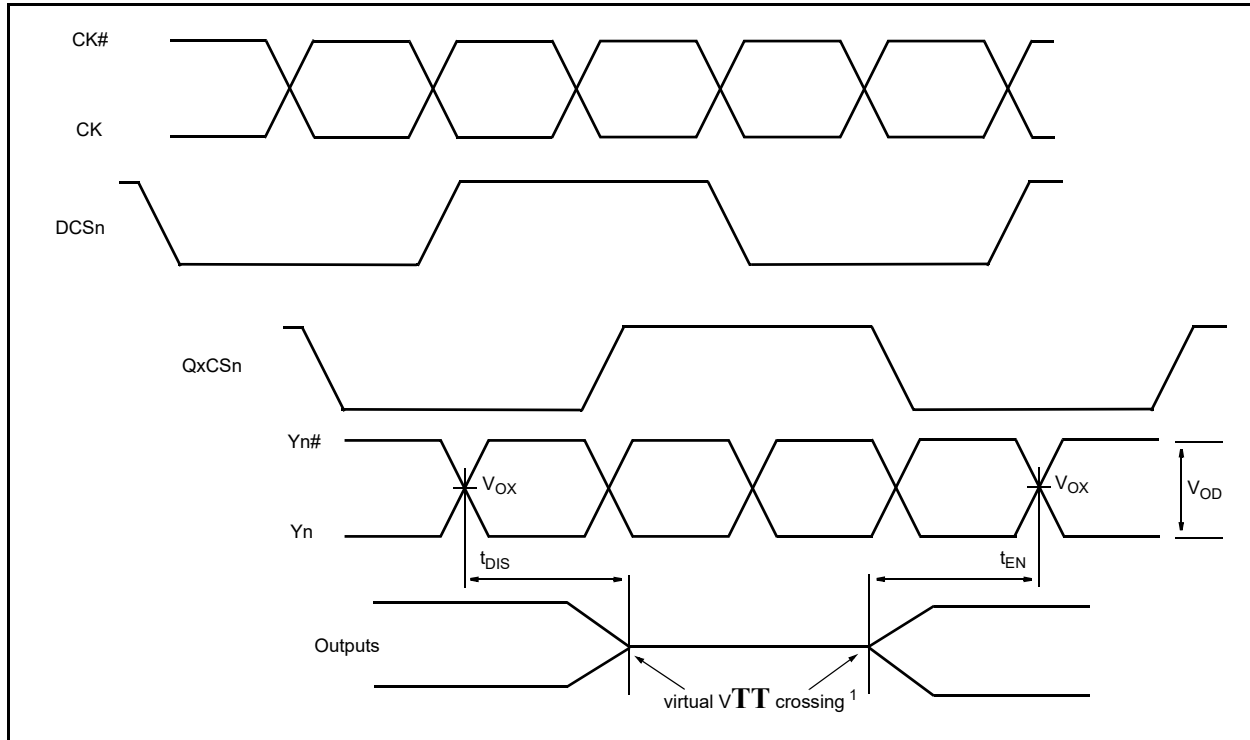 CK#
CK
DCSn
QxCSn
Yn#
VOX
VOX
VOD
Yn
tDIS
tEN
Outputs
virtual VTT crossing 1